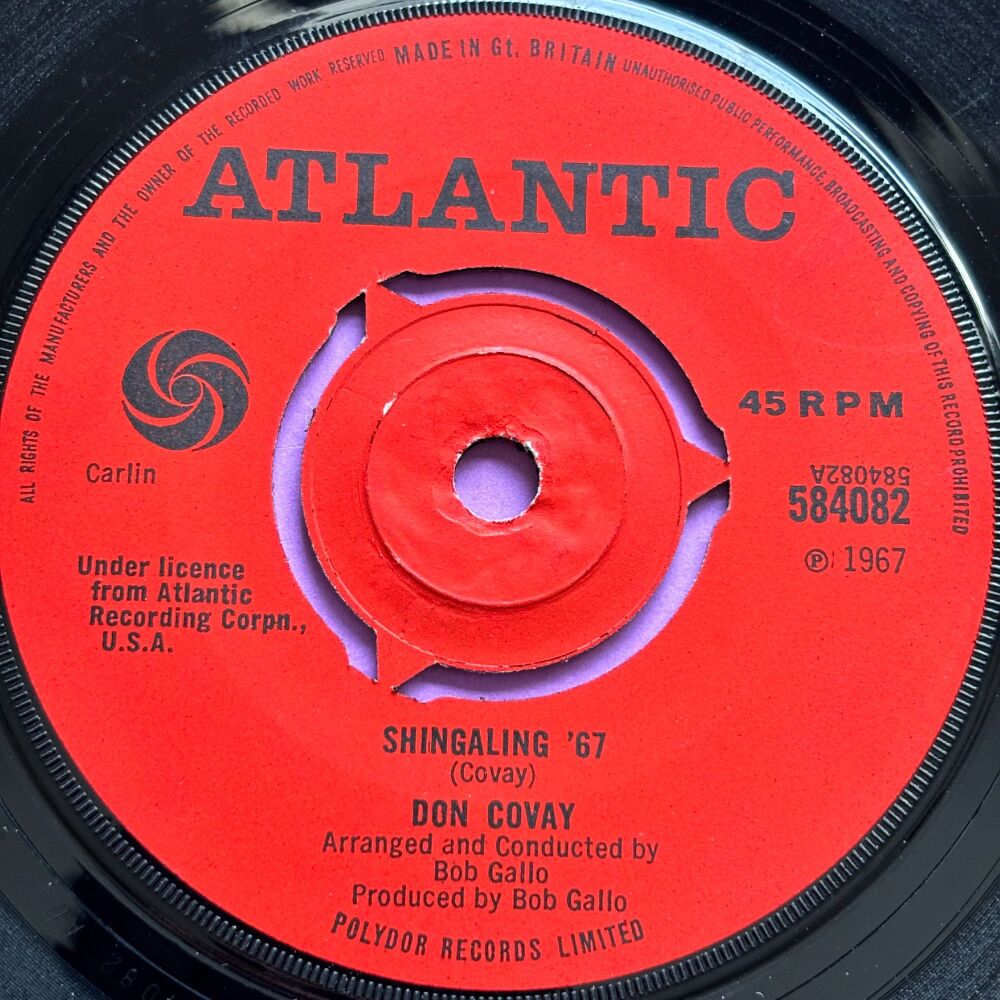 ALL RIGHTS OF THE MANUFACTURERS AND THE OWNER OF THE RECORDED WORK RESERVED MADE IN Gt. BRITAIN UNAUTHORISED PUBLIC PERFORMANCE, BROADCASTING AND COPYING OF THIS RECORD PROHIBITED
ATLANTIC
45 RPM
Carlin
584082A
584082
℗ 1967
Under licence
from Atlantic
Recording Corpn.,
U.S.A.
SHINGALING '67
(Covay)
DON COVAY
Arranged and Conducted by
Bob Gallo
Produced by Bob Gallo
POLYDOR RECORDS LIMITED